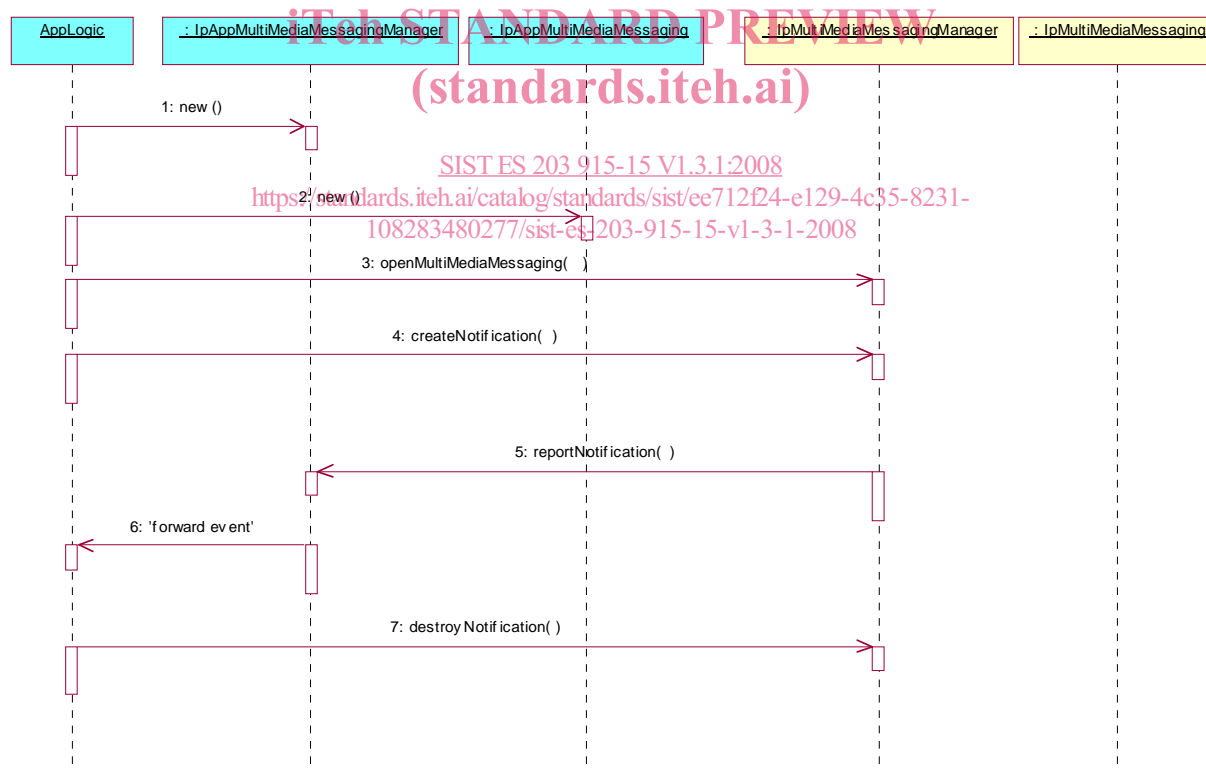 iTeh STANDARD PREVIEW
(standards.iteh.ai)
AppLogic
: IpAppMultiMediaMessagingManager
: IpAppMultiMediaMessaging
: IpMultiMediaMessagingManager
: IpMultiMediaMessaging
1: new ()
SIST ES 203 915-15 V1.3.1:2008
https://standards.iteh.ai/catalog/standards/sist/ee712f24-e129-4c35-8231-
108283480277/sist-es-203-915-15-v1-3-1-2008
2: new ()
3: openMultiMediaMessaging( )
4: createNotification( )
5: reportNotification( )
6: 'forward event'
7: destroyNotification( )